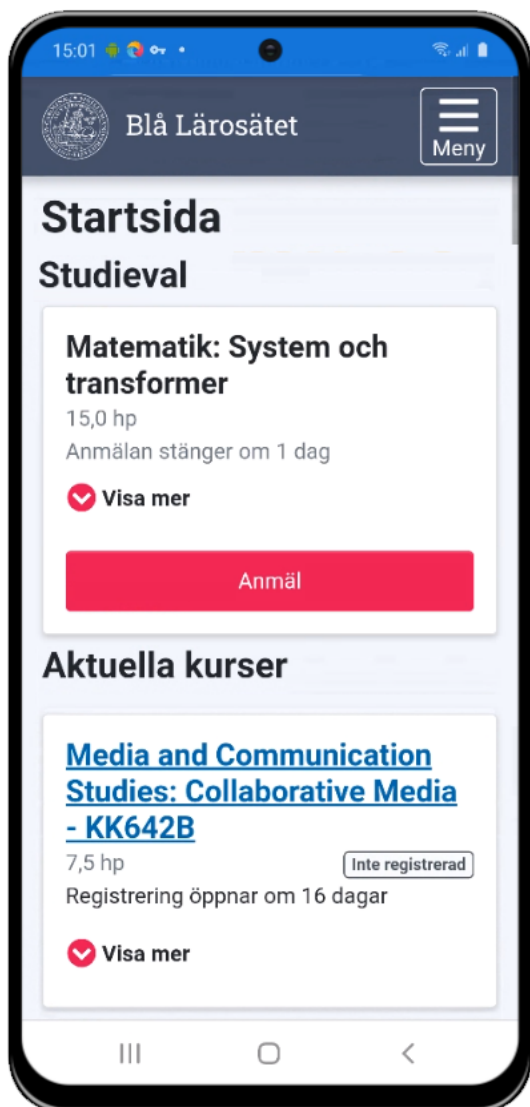 15:01
Blå Lärosätet
Meny
Startsida
Studieval
Matematik: System och
transformer
15,0 hp
Anmälan stänger om 1 dag
Visa mer
Anmäl
Aktuella kurser
Media and Communication
Studies: Collaborative Media
- KK642B
7,5 hp Inte registrerad
Registrering öppnar om 16 dagar
Visa mer